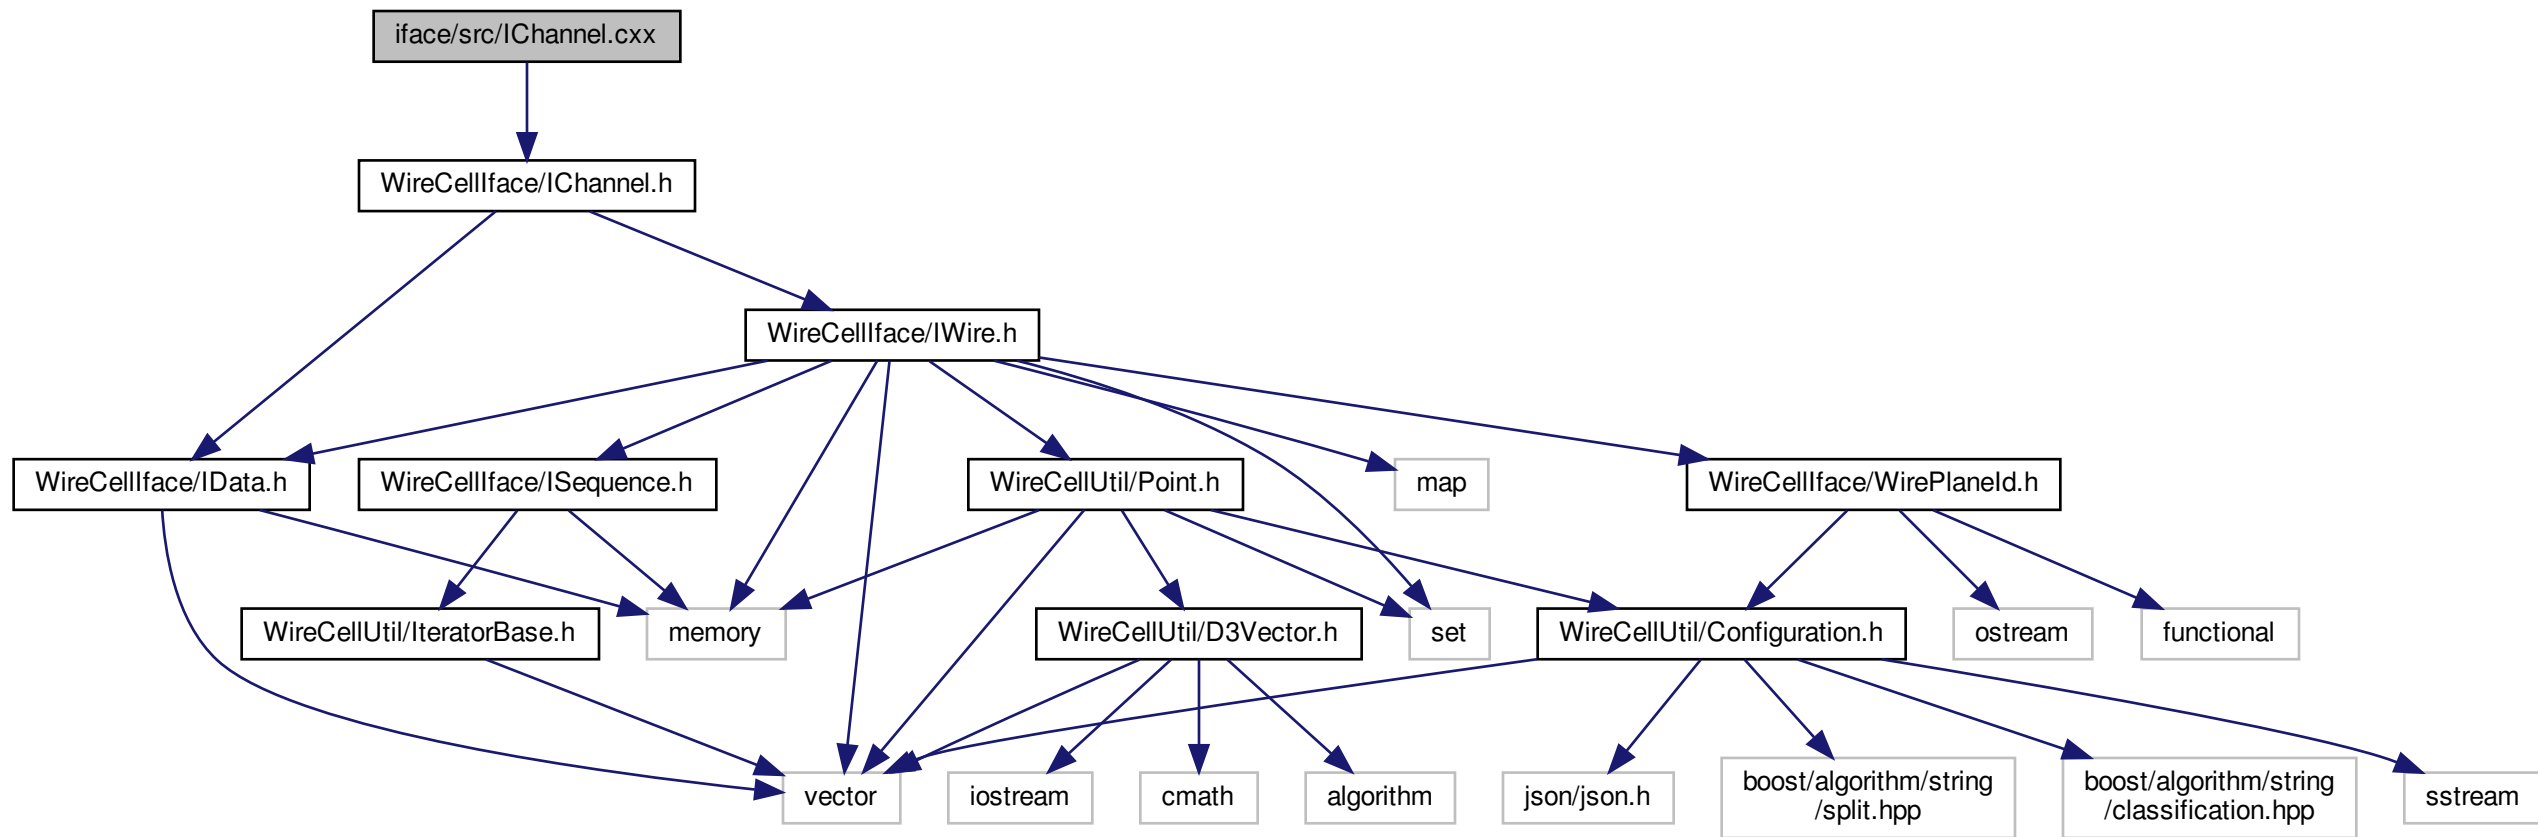 iface/src/IChannel.cxx
WireCellIface/IChannel.h
WireCellIface/IWire.h
WireCellIface/IData.h
WireCellIface/ISequence.h
WireCellUtil/Point.h
map
WireCellIface/WirePlaneId.h
WireCellUtil/IteratorBase.h
memory
WireCellUtil/D3Vector.h
set
WireCellUtil/Configuration.h
ostream
functional
vector
iostream
cmath
algorithm
json/json.h
boost/algorithm/string
/split.hpp
boost/algorithm/string
/classification.hpp
sstream